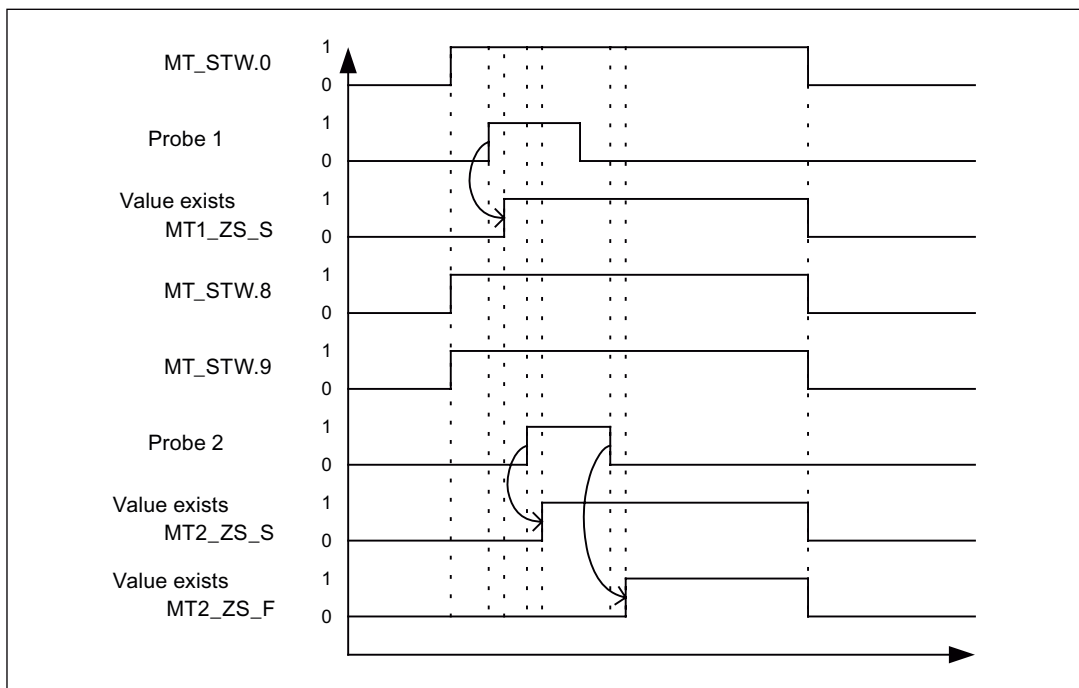 MT_STW.0
1
0
Probe 1
1
0
Value exists
MT1_ZS_S
1
0
MT_STW.8
1
0
MT_STW.9
1
0
Probe 2
1
0
Value exists
MT2_ZS_S
1
0
Value exists
MT2_ZS_F
1
0